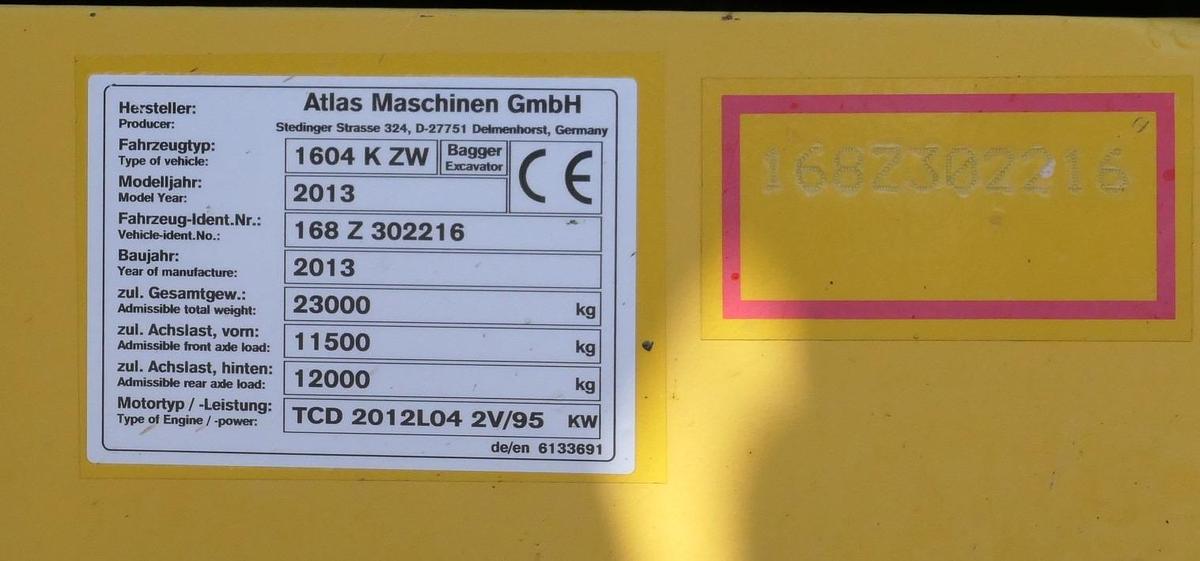 Hersteller: Atlas Maschinen GmbH
Producer: Stedinger Strasse 324, D-27751 Delmenhorst, Germany
Fahrzeugtyp: 1604 K ZW Bagger CE
Type of vehicle: Excavator
Modelljahr: 2013
Model Year:
Fahrzeug-Ident.Nr.: 168 Z 302216
Vehicle-ident.No.:
Baujahr: 2013
Year of manufacture:
zul. Gesamtgew.: 23000 kg
Admissible total weight:
zul. Achslast, vorn: 11500 kg
Admissible front axle load:
zul. Achslast, hinten: 12000 kg
Admissible rear axle load:
Motortyp / -Leistung: TCD 2012L04 2V/95 KW
Type of Engine / -power:
de/en 6133691
168Z302216